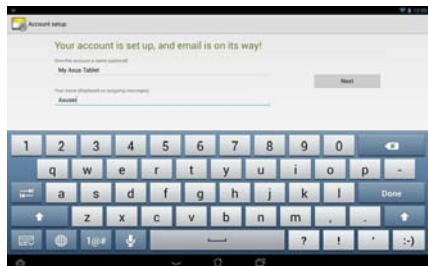 Account setup
Your account is set up, and email is on its way!
Give this account a name (optional)
My Asus Tablet
Next
Your name (displayed on outgoing messages)
Asuser
1 2 3 4 5 6 7 8 9 0
q w e r t y u i o p -
a s d f g h j k l Done
z x c v b n m , .
1@# ? ! ' :-)